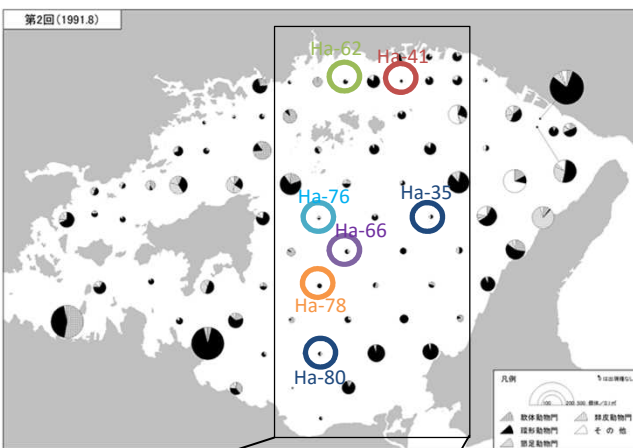 第2回(1991.8)
Ha-62
Ha-41
Ha-76
Ha-35
Ha-66
Ha-78
Ha-80
凡例
軟体動物門
棘皮動物門
環形動物門
その他
節足動物門